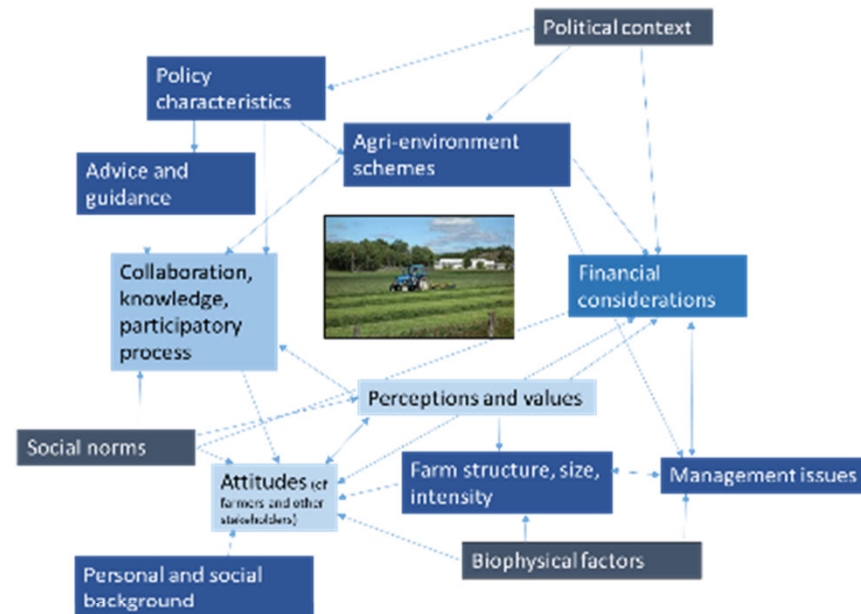 Political context
Policy
characteristics
Agri-environment
schemes
Advice and
guidance
Collaboration,
knowledge,
participatory
process
Financial
considerations
Perceptions and values
Social norms
Attitudes (of
farmers and other
stakeholders)
Farm structure, size,
intensity
Management issues
Biophysical factors
Personal and social
background